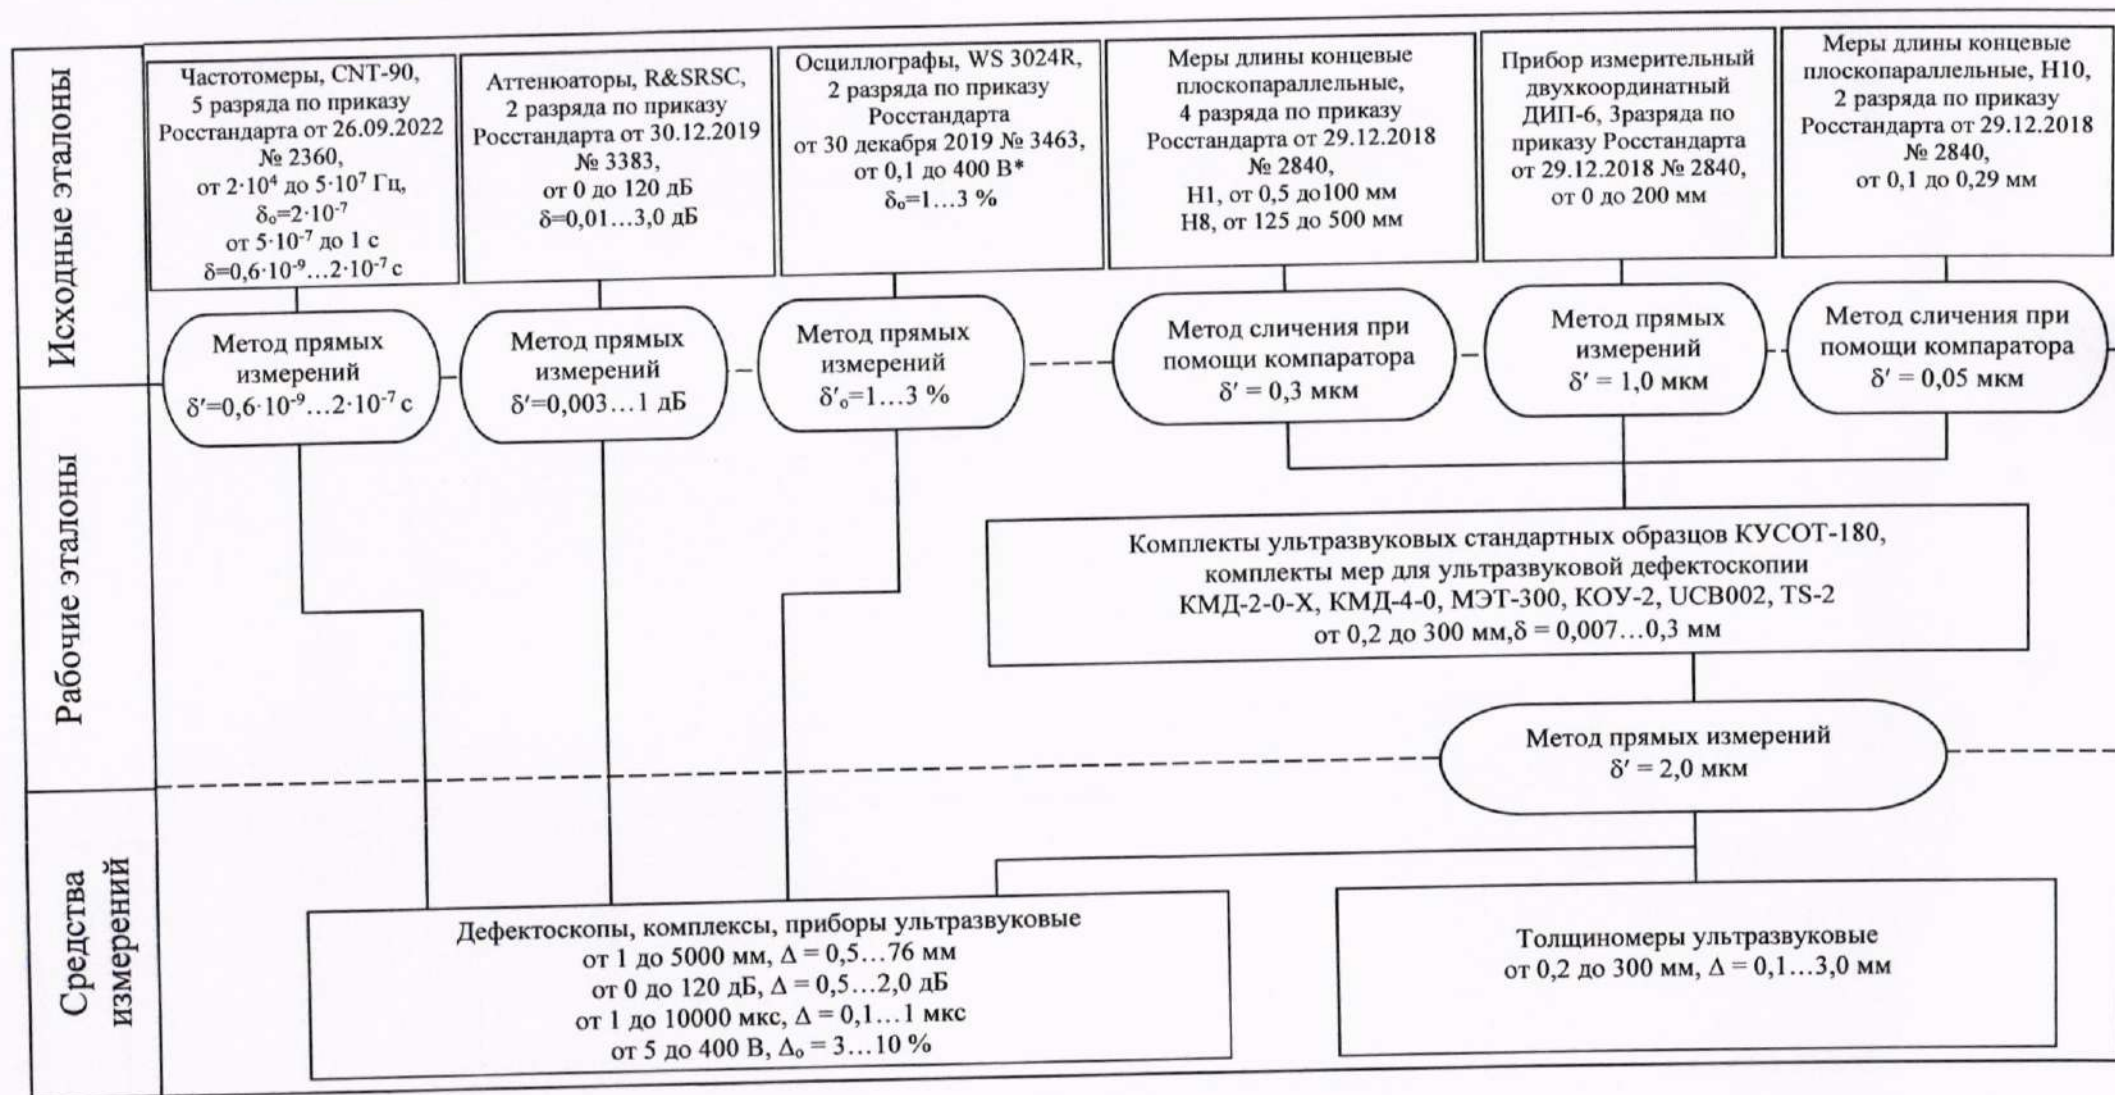 Исходные эталоны
Частотомеры, CNT-90,
5 разряда по приказу
Росстандарта от 26.09.2022
№ 2360,
от 2·10⁴ до 5·10⁷ Гц,
δₒ=2·10⁻⁷
от 5·10⁻⁷ до 1 с
δ=0,6·10⁻⁹…2·10⁻⁷ с
Аттенюаторы, R&SRSC,
2 разряда по приказу
Росстандарта от 30.12.2019
№ 3383,
от 0 до 120 дБ
δ=0,01…3,0 дБ
Осциллографы, WS 3024R,
2 разряда по приказу
Росстандарта
от 30 декабря 2019 № 3463,
от 0,1 до 400 В*
δₒ=1…3 %
Меры длины концевые
плоскопараллельные,
4 разряда по приказу
Росстандарта от 29.12.2018
№ 2840,
Н1, от 0,5 до100 мм
Н8, от 125 до 500 мм
Прибор измерительный
двухкоординатный
ДИП-6, 3разряда по
приказу Росстандарта
от 29.12.2018 № 2840,
от 0 до 200 мм
Меры длины концевые
плоскопараллельные, Н10,
2 разряда по приказу
Росстандарта от 29.12.2018
№ 2840,
от 0,1 до 0,29 мм
Метод прямых
измерений
δ′=0,6·10⁻⁹…2·10⁻⁷ с
Метод прямых
измерений
δ′=0,003…1 дБ
Метод прямых
измерений
δ′ₒ=1…3 %
Метод сличения при
помощи компаратора
δ′ = 0,3 мкм
Метод прямых
измерений
δ′ = 1,0 мкм
Метод сличения при
помощи компаратора
δ′ = 0,05 мкм
Рабочие эталоны
Комплекты ультразвуковых стандартных образцов КУСОТ-180,
комплекты мер для ультразвуковой дефектоскопии
КМД-2-0-Х, КМД-4-0, МЭТ-300, КОУ-2, UCB002, TS-2
от 0,2 до 300 мм,δ = 0,007…0,3 мм
Метод прямых измерений
δ′ = 2,0 мкм
Средства
измерений
Дефектоскопы, комплексы, приборы ультразвуковые
от 1 до 5000 мм, Δ = 0,5…76 мм
от 0 до 120 дБ, Δ = 0,5…2,0 дБ
от 1 до 10000 мкс, Δ = 0,1…1 мкс
от 5 до 400 В, Δₒ = 3…10 %
Толщиномеры ультразвуковые
от 0,2 до 300 мм, Δ = 0,1…3,0 мм